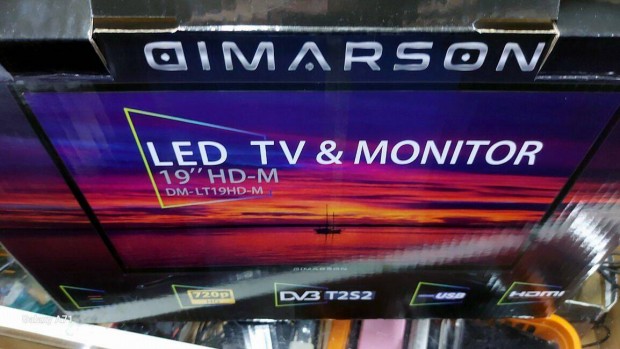 DIMARSON
LED TV & MONITOR
19" HD-M
DM-LT19HD-M
DIMARSON
720p
DVB T2S2
USB
HDMI